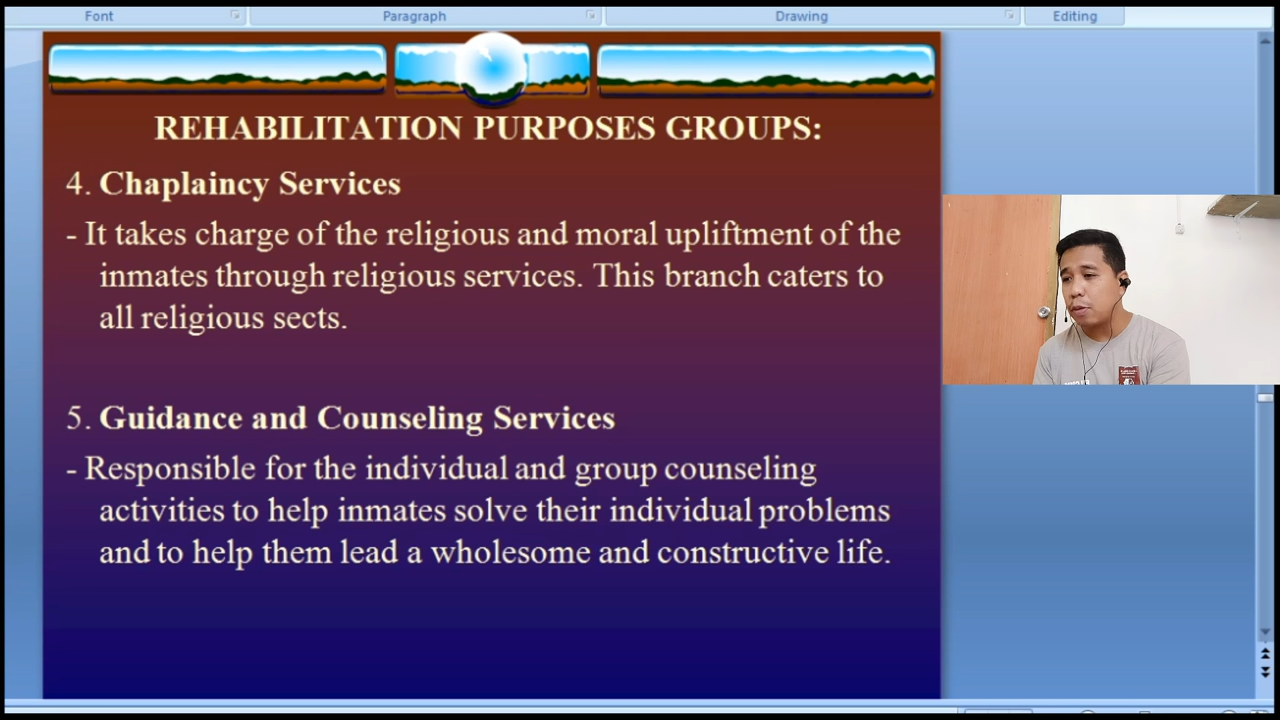 Font Paragraph Drawing Editing
REHABILITATION PURPOSES GROUPS:
4. Chaplaincy Services
- It takes charge of the religious and moral upliftment of the
inmates through religious services. This branch caters to
all religious sects.
5. Guidance and Counseling Services
- Responsible for the individual and group counseling
activities to help inmates solve their individual problems
and to help them lead a wholesome and constructive life.